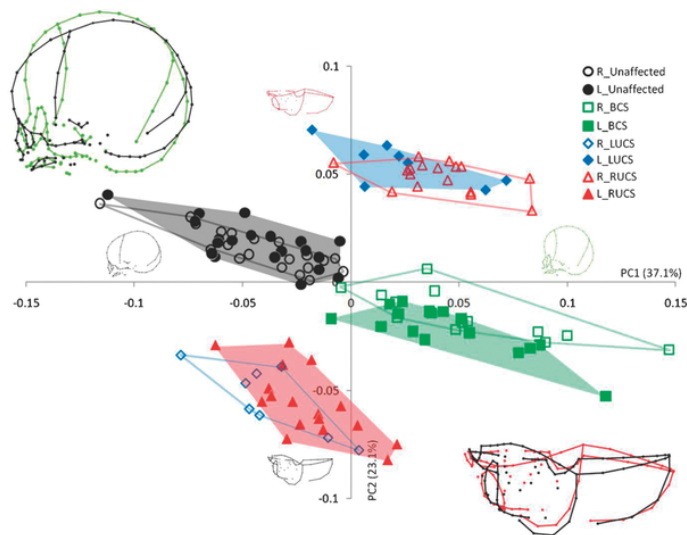 0.1
R_Unaffected
L_Unaffected
R_BCS
L_BCS
R_LUCS
L_LUCS
R_RUCS
L_RUCS
0.05
PC1 (37.1%)
-0.15
-0.1
-0.05
0
0
0.05
0.1
0.15
-0.05
PC2 (23.1%)
-0.1